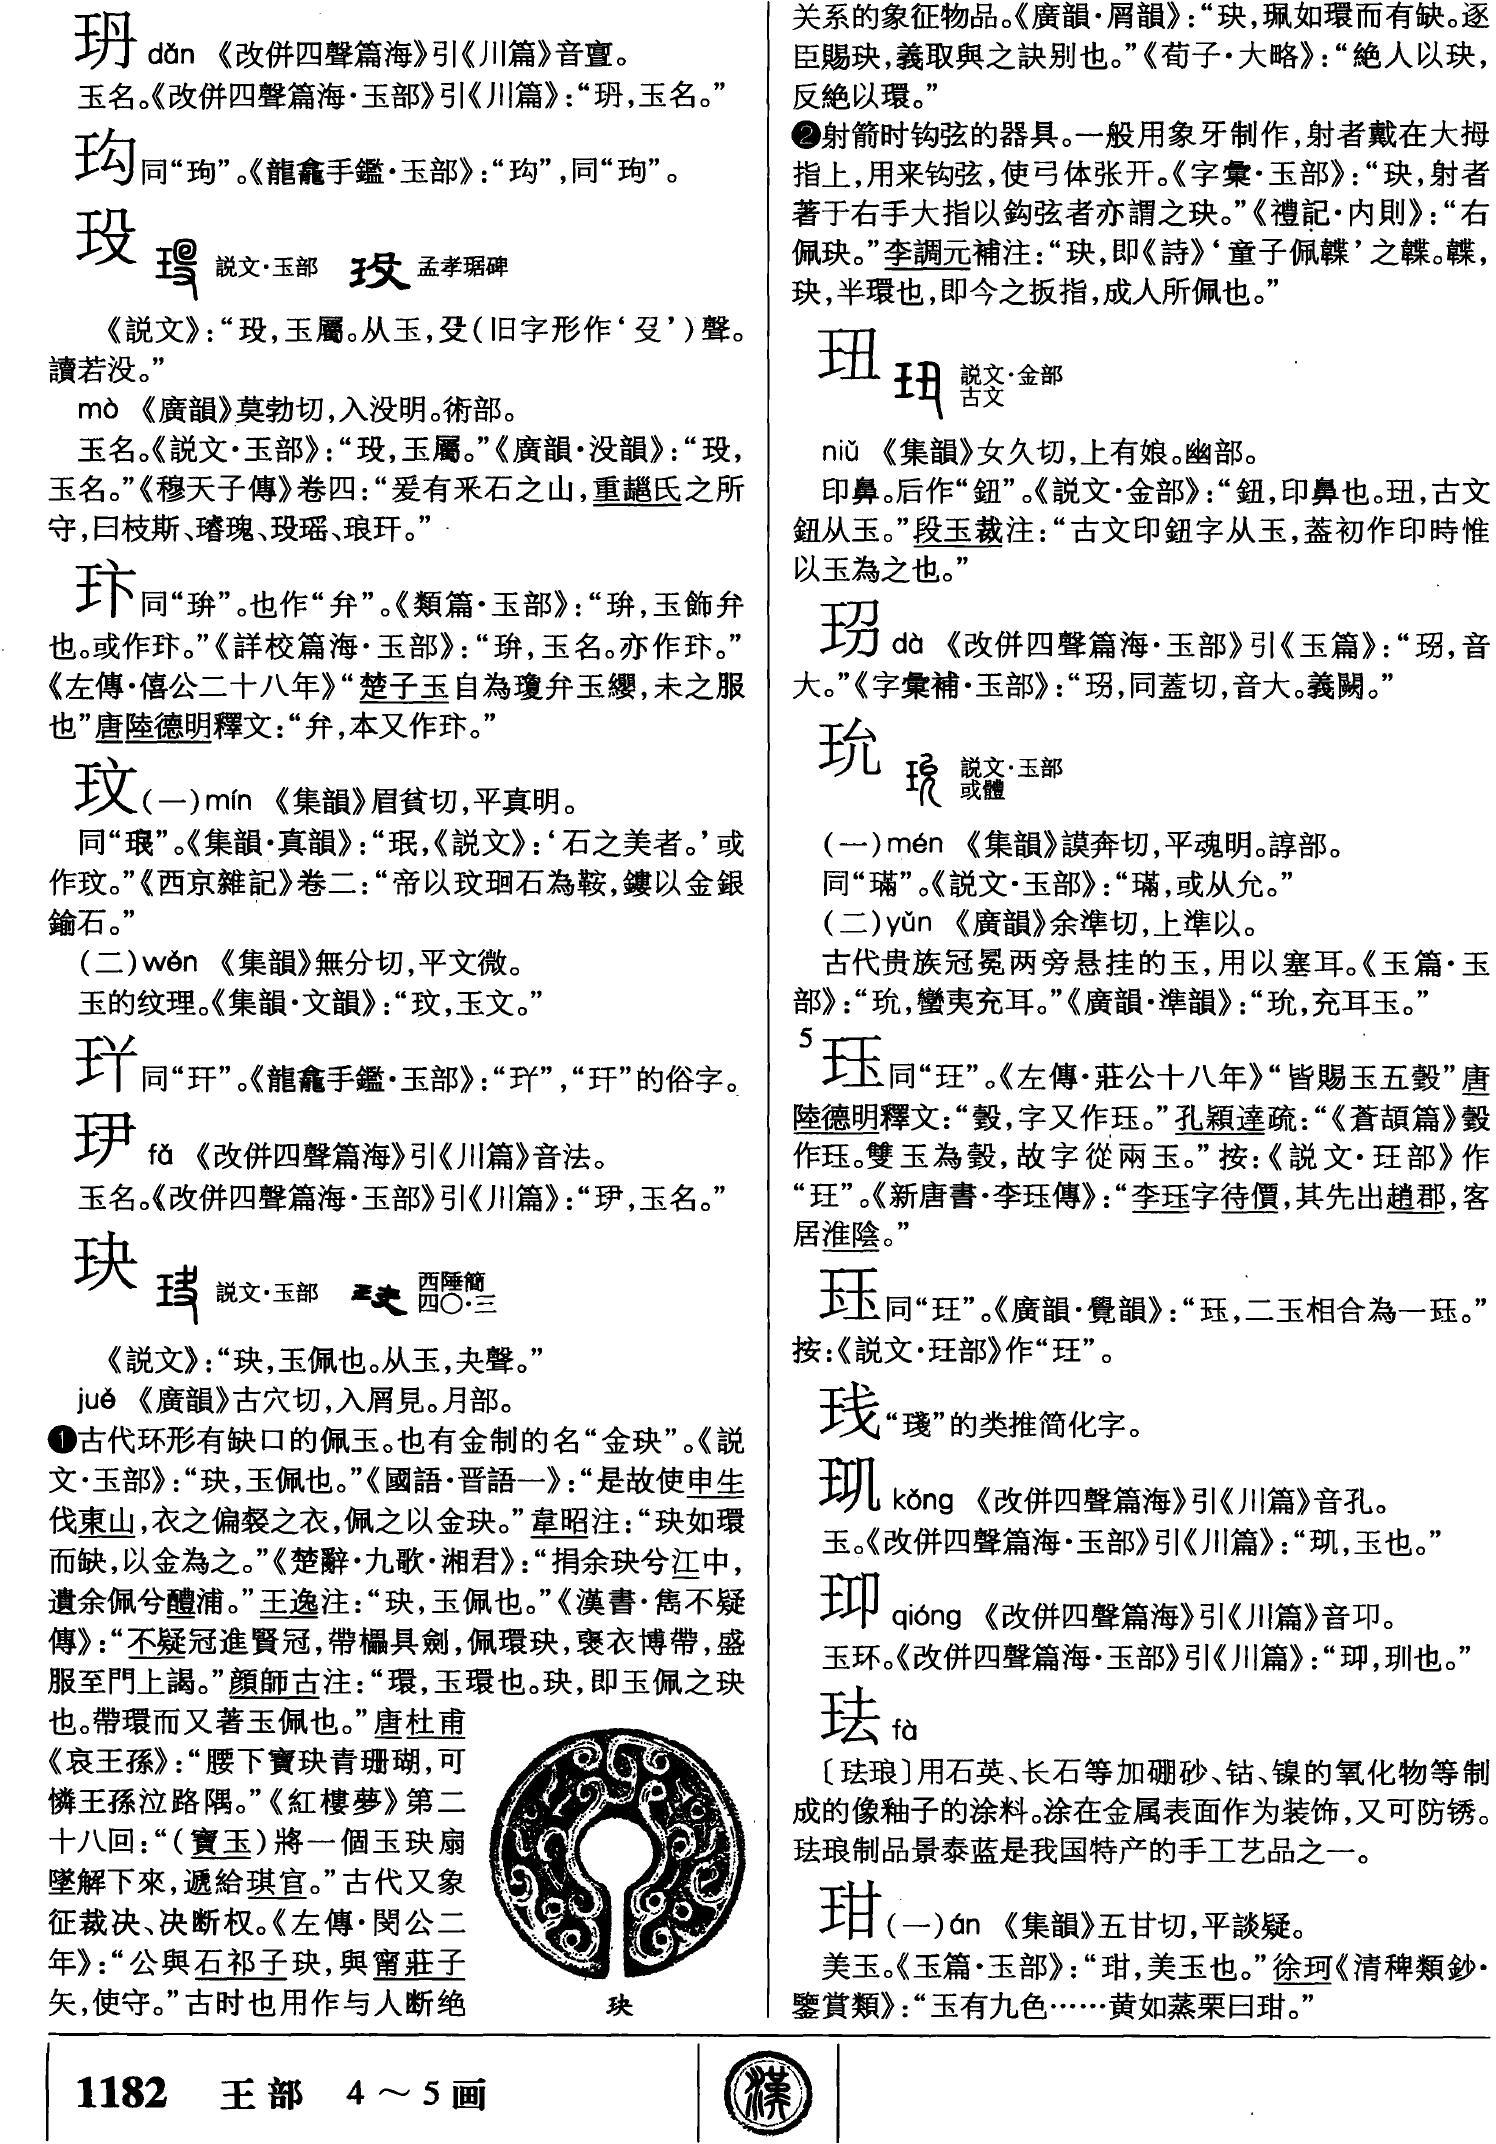 玬 dǎn 《改併四聲篇海》引《川篇》音亶。
玉名。《改併四聲篇海·玉部》引《川篇》：“玬，玉名。”
玽同“珣”。《龍龕手鑑·玉部》：“玽”，同“珣”。
玟
説文·玉部 孟孝琚碑
《説文》：“玟，玉屬。从玉，殳（旧字形作‘𠬛’）聲。
讀若没。”
mò 《廣韻》莫勃切，入没明。術部。
玉名。《説文·玉部》：“玟，玉屬。”《廣韻·没韻》：“玟，
玉名。”《穆天子傳》卷四：“爰有采石之山，重𨲠氏之所
守，曰枝斯、璿瑰、玟瑶、琅玕。”
玣同“琾”。也作“弁”。《類篇·玉部》：“琾，玉飾弁
也。或作玣。”《詳校篇海·玉部》：“琾，玉名。亦作玣。”
《左傳·僖公二十八年》“楚子玉自為瓊弁玉纓，未之服
也”唐陸德明釋文：“弁，本又作玣。”
玟（一）mín 《集韻》眉貧切，平真明。
同“珉”。《集韻·真韻》：“珉，《説文》：‘石之美者。’或
作玟。”《西京雜記》卷二：“帝以玟瑰石為鞍，鏤以金銀
鍮石。”
（二）wén 《集韻》無分切，平文微。
玉的纹理。《集韻·文韻》：“玟，玉文。”
同“玕”。《龍龕手鑑·玉部》：“玕”的俗字。
fǎ 《改併四聲篇海》引《川篇》音法。
玉名。《改併四聲篇海·玉部》引《川篇》：“玉名。”
玦
説文·玉部 西陲簡
四〇·三
《説文》：“玦，玉佩也。从玉，夬聲。”
jué 《廣韻》古穴切，入屑見。月部。
❶古代环形有缺口的佩玉。也有金制的名“金玦”。《説
文·玉部》：“玦，玉佩也。”《國語·晋語一》：“是故使申生
伐東山，衣之偏裻之衣，佩之以金玦。”韋昭注：“玦如環
而缺，以金為之。”《楚辭·九歌·湘君》：“捐余玦兮江中，
遺余佩兮醴浦。”王逸注：“玦，玉佩也。”《漢書·雋不疑
傳》：“不疑冠進賢冠，帶櫑具劍，佩環玦，襃衣博帶，盛
服至門上謁。”顔師古注：“環，玉環也。玦，即玉佩之玦
也。帶環而又著玉佩也。”唐杜甫
《哀王孫》：“腰下寶玦青珊瑚，可
憐王孫泣路隅。”《紅樓夢》第二
十八回：“（寶玉）將一個玉玦扇
墜解下來，遞給琪官。”古代又象
征裁决、决断权。《左傳·閔公二
年》：“公與石祁子玦，與甯莊子
矢，使守。”古时也用作与人断绝
玦
关系的象征物品。《廣韻·屑韻》：“玦，珮如環而有缺。逐
臣賜玦，義取與之訣别也。”《荀子·大略》：“絶人以玦，
反絶以環。”
❷射箭时钩弦的器具。一般用象牙制作，射者戴在大拇
指上，用来钩弦，使弓体张开。《字彙·玉部》：“玦，射者
著于右手大指以鈎弦者亦謂之玦。”《禮記·内則》：“右
佩玦。”李調元補注：“玦，即《詩》‘童子佩韘’之韘。韘，
玦，半環也，即今之扳指，成人所佩也。”
㺲
説文·金部
古文
niǔ 《集韻》女久切，上有娘。幽部。
印鼻。后作“鈕”。《説文·金部》：“鈕，印鼻也。㺲，古文
鈕从玉。”段玉裁注：“古文印鈕字从玉，蓋初作印時惟
以玉為之也。”
dà 《改併四聲篇海·玉部》引《玉篇》：“音
大。”《字彙補·玉部》：“同蓋切，音大。義闕。”
玧
説文·玉部
或體
（一）mén 《集韻》謨奔切，平魂明。諄部。
同“璊”。《説文·玉部》：“璊，或从允。”
（二）yǔn 《廣韻》余準切，上準以。
古代贵族冠冕两旁悬挂的玉，用以塞耳。《玉篇·玉
部》：“玧，蠻夷充耳。”《廣韻·準韻》：“玧，充耳玉。”
5
玨同“玨”。《左傳·莊公十八年》“皆賜玉五瑴”唐
陸德明釋文：“瑴，字又作珏。”孔穎達疏：“《蒼頡篇》瑴
作珏。雙玉為瑴，故字從兩玉。”按：《説文·玨部》作
“玨”。《新唐書·李珏傳》：“李珏字待價，其先出趙郡，客
居淮陰。”
同“玨”。《廣韻·覺韻》：“二玉相合為一珏。”
按：《説文·玨部》作“玨”。
“琖”的类推简化字。
kǒng 《改併四聲篇海》引《川篇》音孔。
玉。《改併四聲篇海·玉部》引《川篇》：“玉也。”
qióng 《改併四聲篇海》引《川篇》音卭。
玉环。《改併四聲篇海·玉部》引《川篇》：“玔也。”
珐 fà
〔珐琅〕用石英、长石等加硼砂、钴、镍的氧化物等制
成的像釉子的涂料。涂在金属表面作为装饰，又可防锈。
珐琅制品景泰蓝是我国特产的手工艺品之一。
玵（一）án 《集韻》五甘切，平談疑。
美玉。《玉篇·玉部》：“玵，美玉也。”徐珂《清稗類鈔·
鑒賞類》：“玉有九色……黄如蒸栗曰玵。”
1182 王部 4～5画
漢